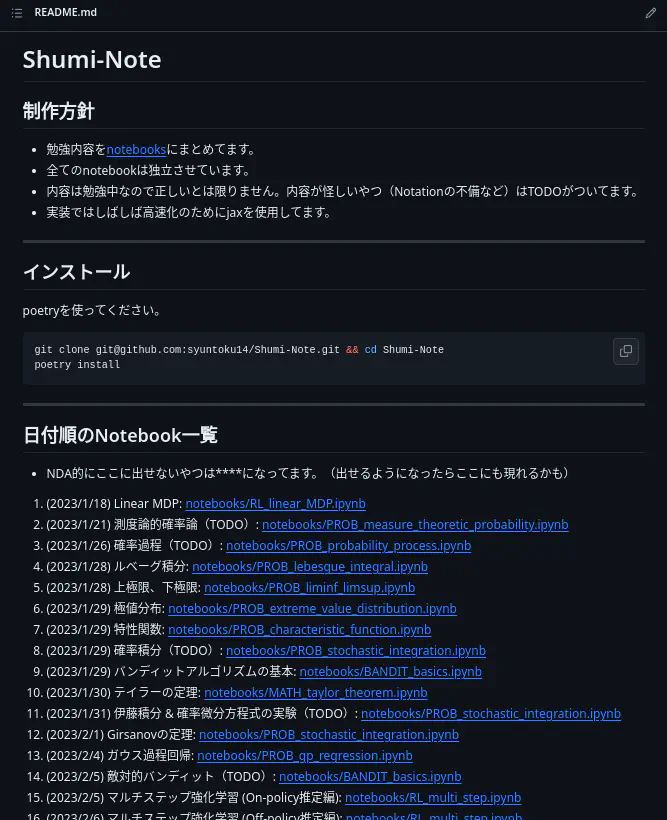 README.md
Shumi-Note
制作方針
勉強内容をnotebooksにまとめてます。
全てのnotebookは独立させています。
内容は勉強中なので正しいとは限りません。内容が怪しいやつ（Notationの不備など）はTODOがついてます。
実装ではしばしば高速化のためにjaxを使用してます。
インストール
poetryを使ってください。
git clone git@github.com:syuntoku14/Shumi-Note.git && cd Shumi-Note
poetry install
日付順のNotebook一覧
NDA的にここに出せないやつは****になってます。（出せるようになったらここにも現れるかも）
1. (2023/1/18) Linear MDP: notebooks/RL_linear_MDP.ipynb
2. (2023/1/21) 測度論的確率論（TODO）: notebooks/PROB_measure_theoretic_probability.ipynb
3. (2023/1/26) 確率過程（TODO）: notebooks/PROB_probability_process.ipynb
4. (2023/1/28) ルベーグ積分: notebooks/PROB_lebesgue_integral.ipynb
5. (2023/1/28) 上極限、下極限: notebooks/PROB_liminf_limsup.ipynb
6. (2023/1/29) 極値分布: notebooks/PROB_extreme_value_distribution.ipynb
7. (2023/1/29) 特性関数: notebooks/PROB_characteristic_function.ipynb
8. (2023/1/29) 確率積分（TODO）: notebooks/PROB_stochastic_integration.ipynb
9. (2023/1/29) バンディットアルゴリズムの基本: notebooks/BANDIT_basics.ipynb
10. (2023/1/30) テイラーの定理: notebooks/MATH_taylor_theorem.ipynb
11. (2023/1/31) 伊藤積分 & 確率微分方程式の実験（TODO）: notebooks/PROB_stochastic_integration.ipynb
12. (2023/2/1) Girsanovの定理: notebooks/PROB_stochastic_integration.ipynb
13. (2023/2/4) ガウス過程回帰: notebooks/PROB_gp_regression.ipynb
14. (2023/2/5) 敵対的バンディット（TODO）: notebooks/BANDIT_basics.ipynb
15. (2023/2/5) マルチステップ強化学習 (On-policy推定編): notebooks/RL_multi_step.ipynb
16. (2023/2/6) マルチステップ強化学習 (Off-policy推定編): notebooks/RL_multi_step.ipynb